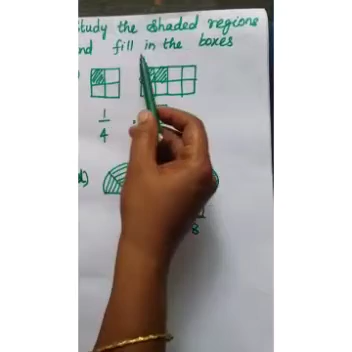 Study the shaded regions
and fill in the boxes
1
4
d)
8